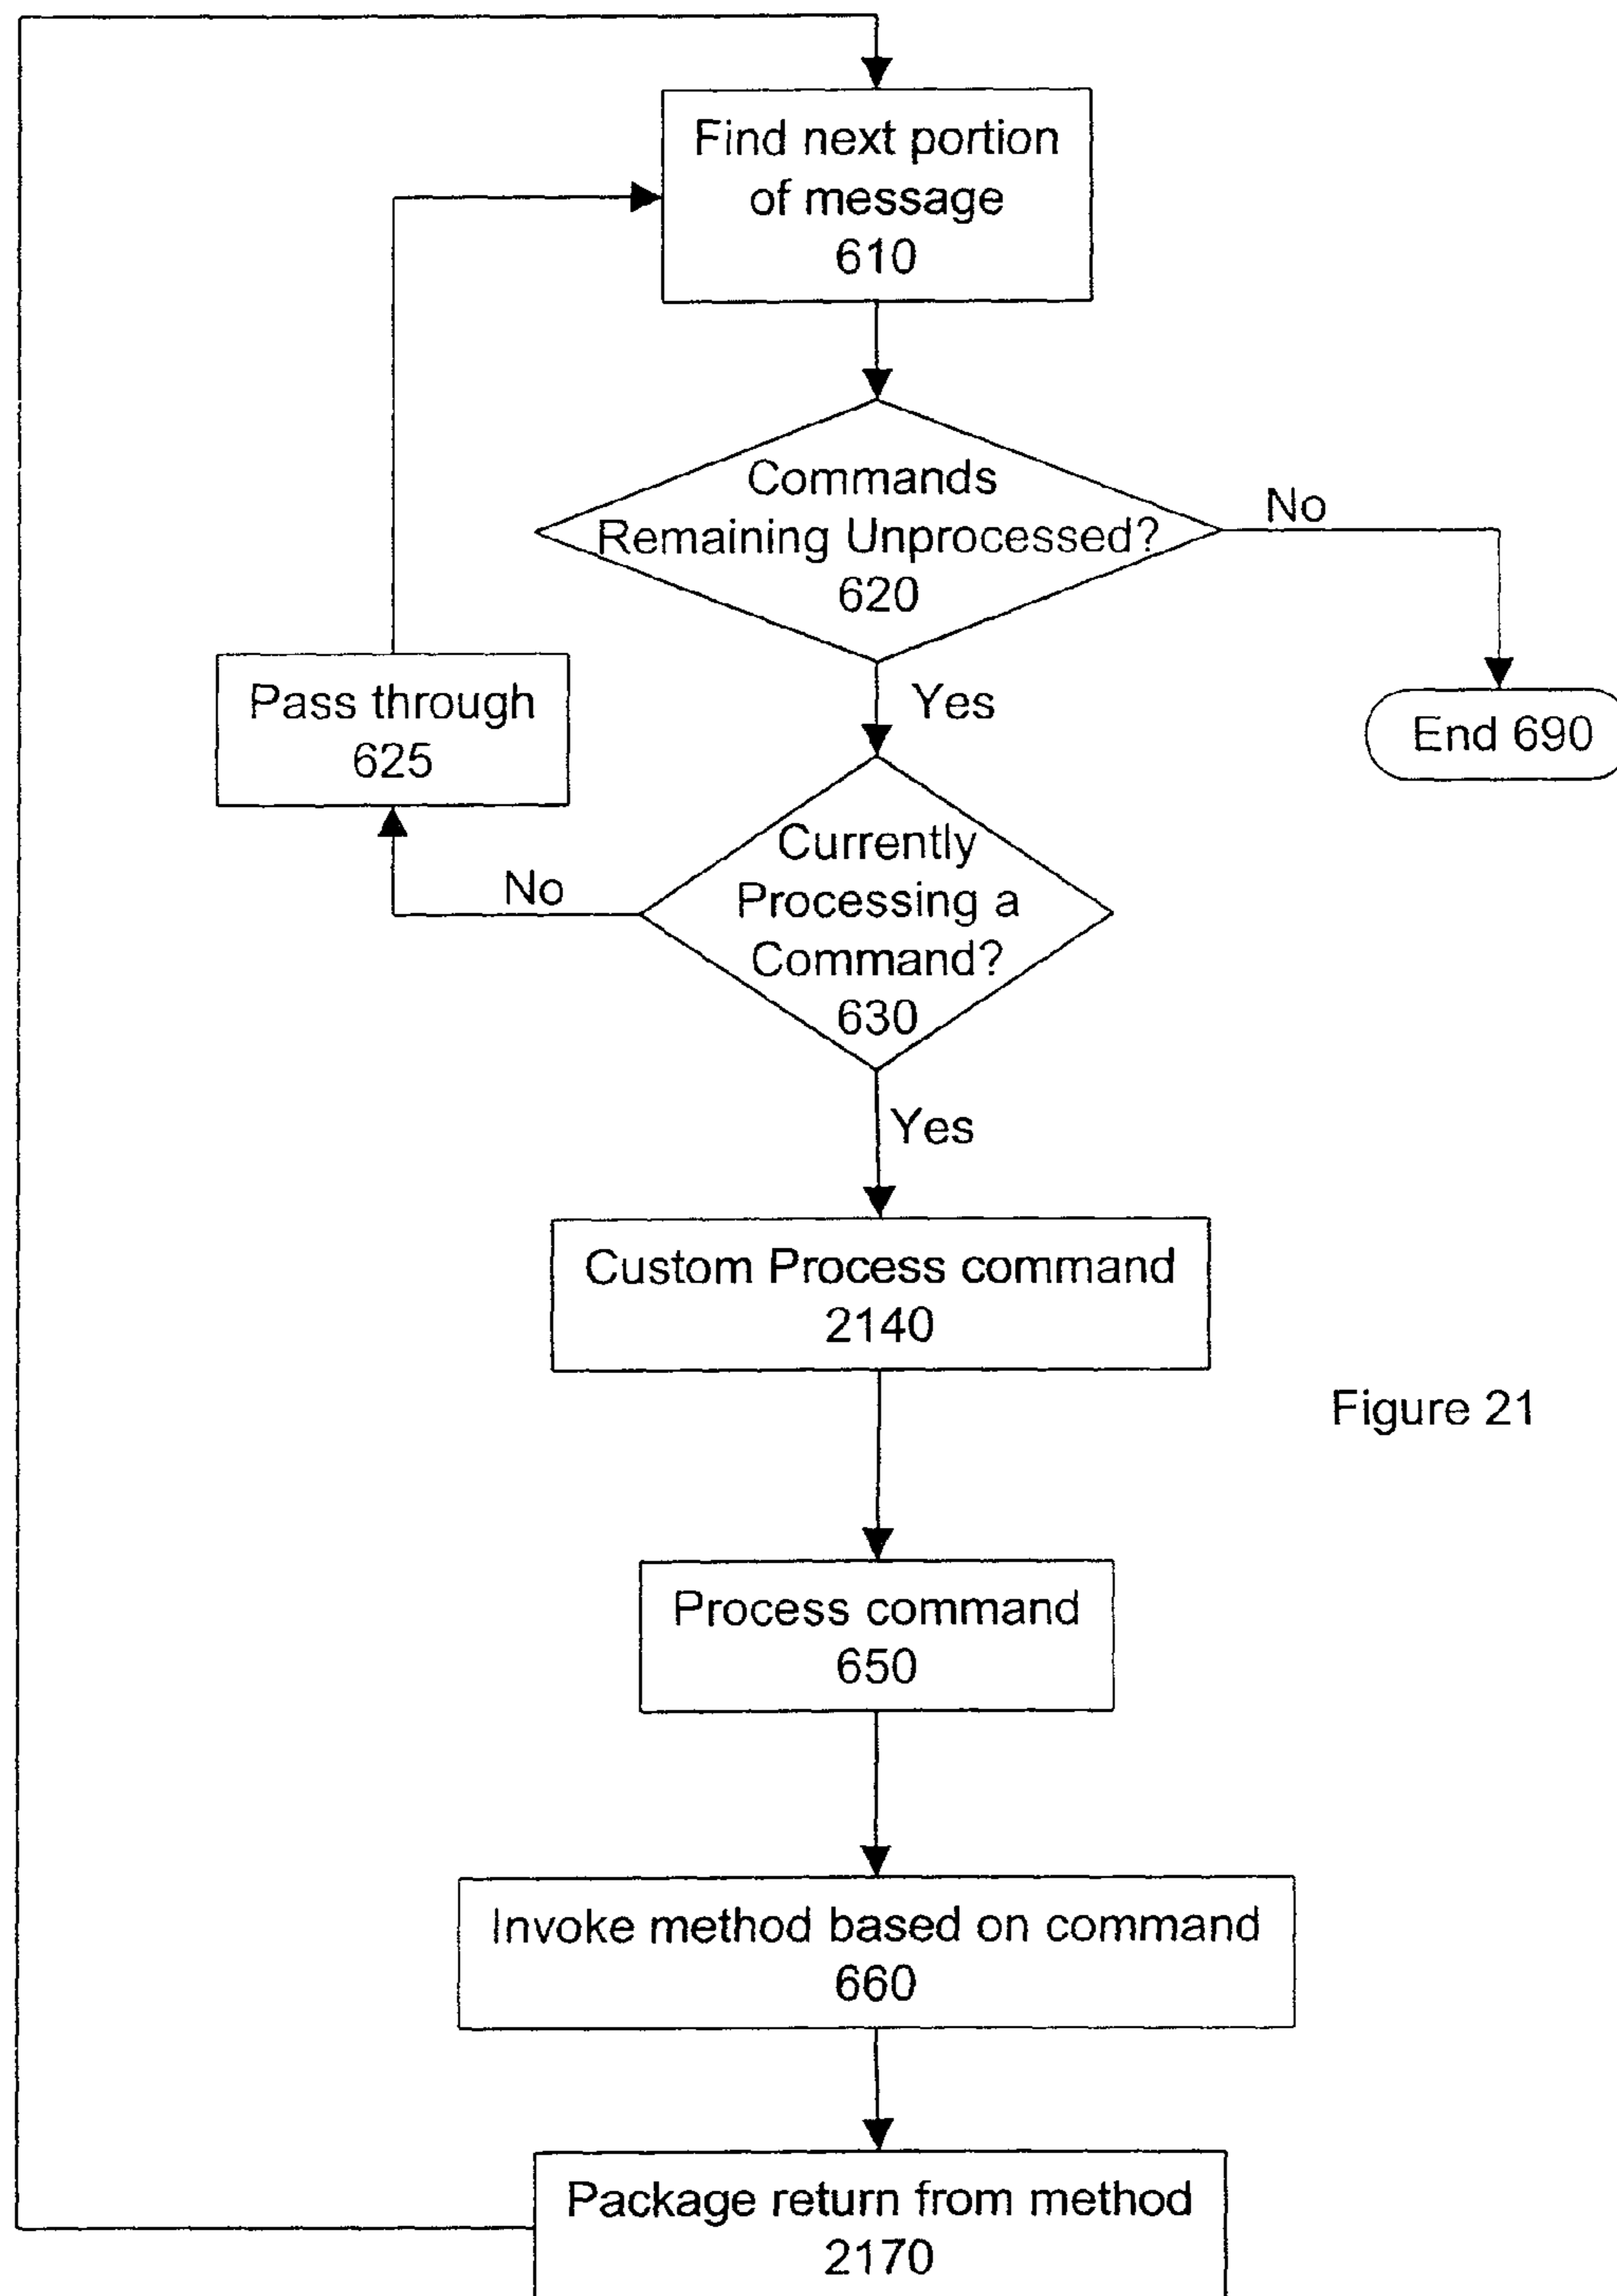 Find next portion
of message
610
Commands
Remaining Unprocessed?
620
No
Yes
Pass through
625
End 690
Currently
Processing a
Command?
630
No
Yes
Custom Process command
2140
Figure 21
Process command
650
Invoke method based on command
660
Package return from method
2170